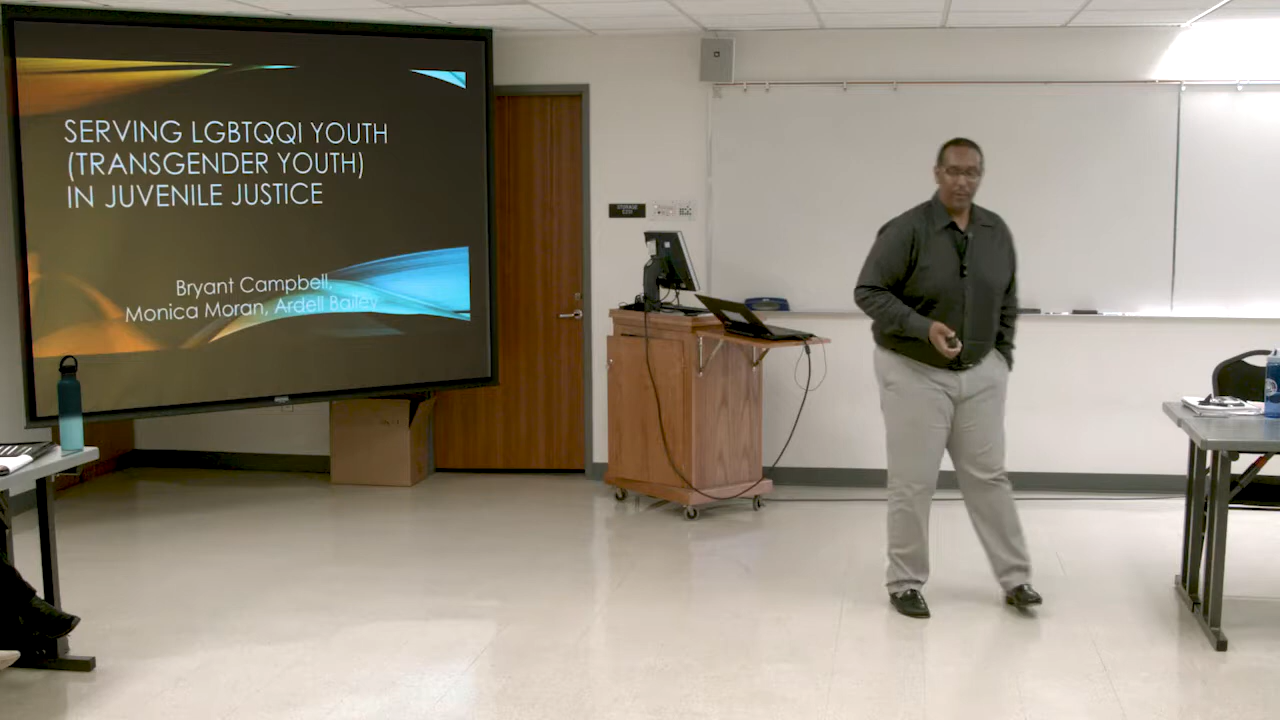 SERVING LGBTQQI YOUTH
(TRANSGENDER YOUTH)
IN JUVENILE JUSTICE
Bryant Campbell,
Monica Moran, Ardell Bailey